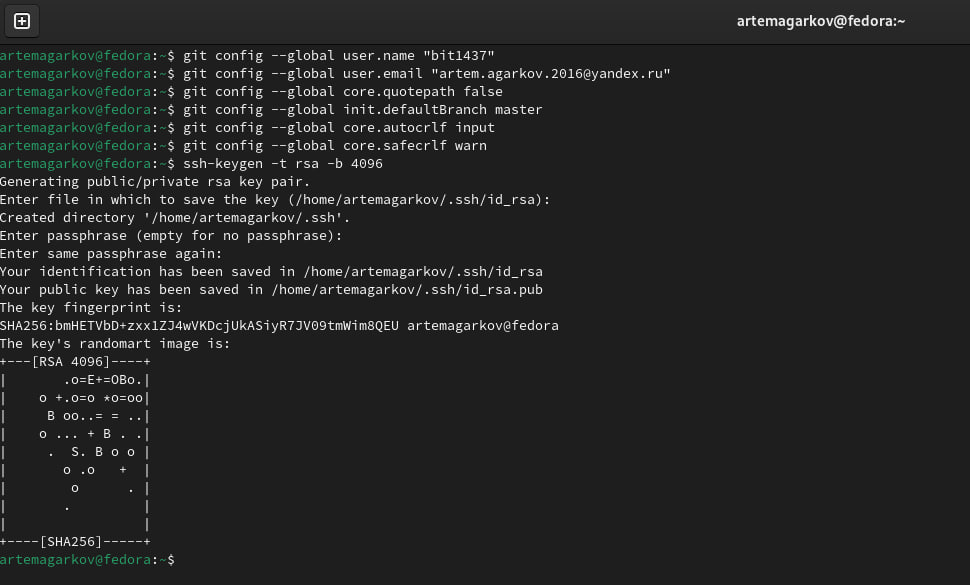 artemagarkov@fedora:~
artemagarkov@fedora:~$ git config --global user.name "bit1437"
artemagarkov@fedora:~$ git config --global user.email "artem.agarkov.2016@yandex.ru"
artemagarkov@fedora:~$ git config --global core.quotepath false
artemagarkov@fedora:~$ git config --global init.defaultBranch master
artemagarkov@fedora:~$ git config --global core.autocrlf input
artemagarkov@fedora:~$ git config --global core.safecrlf warn
artemagarkov@fedora:~$ ssh-keygen -t rsa -b 4096
Generating public/private rsa key pair.
Enter file in which to save the key (/home/artemagarkov/.ssh/id_rsa):
Created directory '/home/artemagarkov/.ssh'.
Enter passphrase (empty for no passphrase):
Enter same passphrase again:
Your identification has been saved in /home/artemagarkov/.ssh/id_rsa
Your public key has been saved in /home/artemagarkov/.ssh/id_rsa.pub
The key fingerprint is:
SHA256:bmHETVbD+zxx1ZJ4wVKDcjUkASiyR7JV09tmWim8QEU artemagarkov@fedora
The key's randomart image is:
+---[RSA 4096]----+
|       .o=E+=OBo.|
|    o +.o=o *o=oo|
|     B oo..= = ..|
|    o ... + B . .|
|     .  S. B o o |
|       o .o   +  |
|        o      . |
|       .         |
|                 |
+----[SHA256]-----+
artemagarkov@fedora:~$